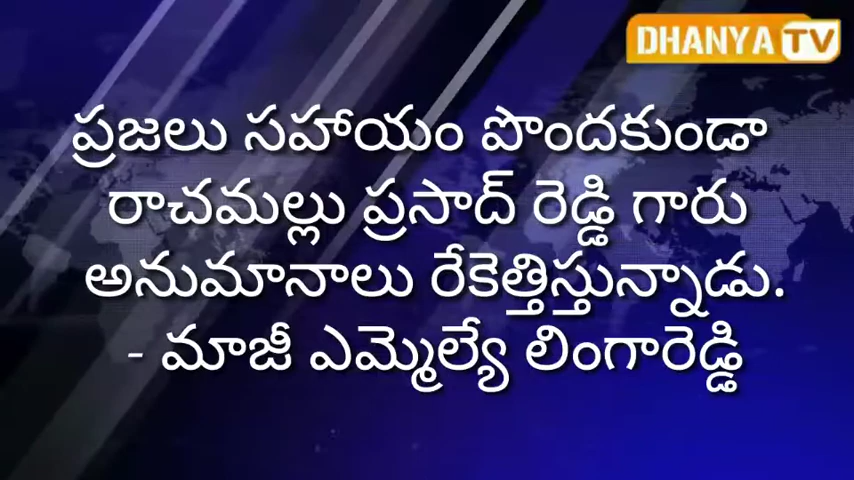 DHANYA TV
ప్రజలు సహాయం పొందకుండా
రాచమల్లు ప్రసాద్ రెడ్డి గారు
అనుమానాలు రేకెత్తిస్తున్నాడు.
- మాజీ ఎమ్మెల్యే లింగారెడ్డి